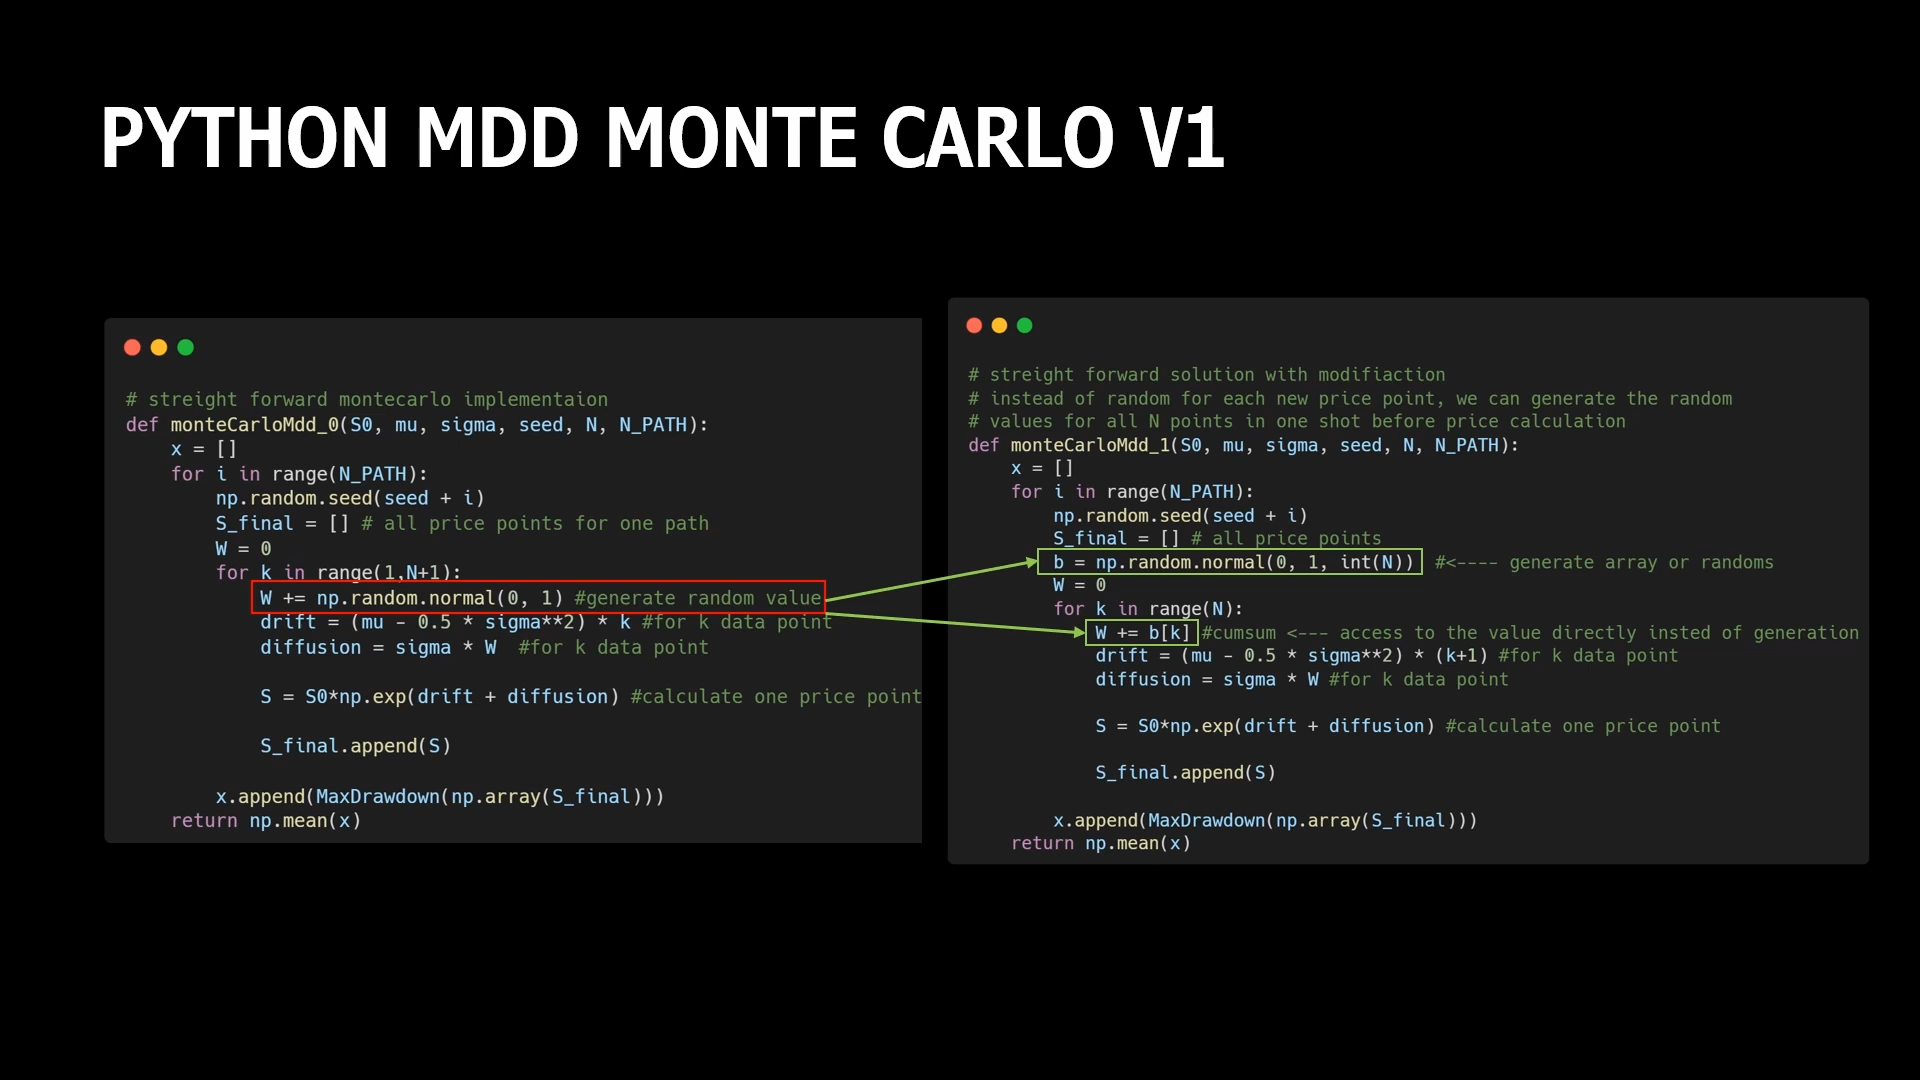 PYTHON MDD MONTE CARLO V1
# streight forward montecarlo implementaion
def monteCarloMdd_0(S0, mu, sigma, seed, N, N_PATH):
    x = []
    for i in range(N_PATH):
        np.random.seed(seed + i)
        S_final = [] # all price points for one path
        W = 0
        for k in range(1,N+1):
            W += np.random.normal(0, 1) #generate random value
            drift = (mu - 0.5 * sigma**2) * k #for k data point
            diffusion = sigma * W  #for k data point
            S = S0*np.exp(drift + diffusion) #calculate one price point
            S_final.append(S)
        x.append(MaxDrawdown(np.array(S_final)))
    return np.mean(x)
# streight forward solution with modifiaction
# instead of random for each new price point, we can generate the random
# values for all N points in one shot before price calculation
def monteCarloMdd_1(S0, mu, sigma, seed, N, N_PATH):
    x = []
    for i in range(N_PATH):
        np.random.seed(seed + i)
        S_final = [] # all price points
        b = np.random.normal(0, 1, int(N)) #<---- generate array or randoms
        W = 0
        for k in range(N):
            W += b[k] #cumsum <--- access to the value directly insted of generation
            drift = (mu - 0.5 * sigma**2) * (k+1) #for k data point
            diffusion = sigma * W #for k data point
            S = S0*np.exp(drift + diffusion) #calculate one price point
            S_final.append(S)
        x.append(MaxDrawdown(np.array(S_final)))
    return np.mean(x)